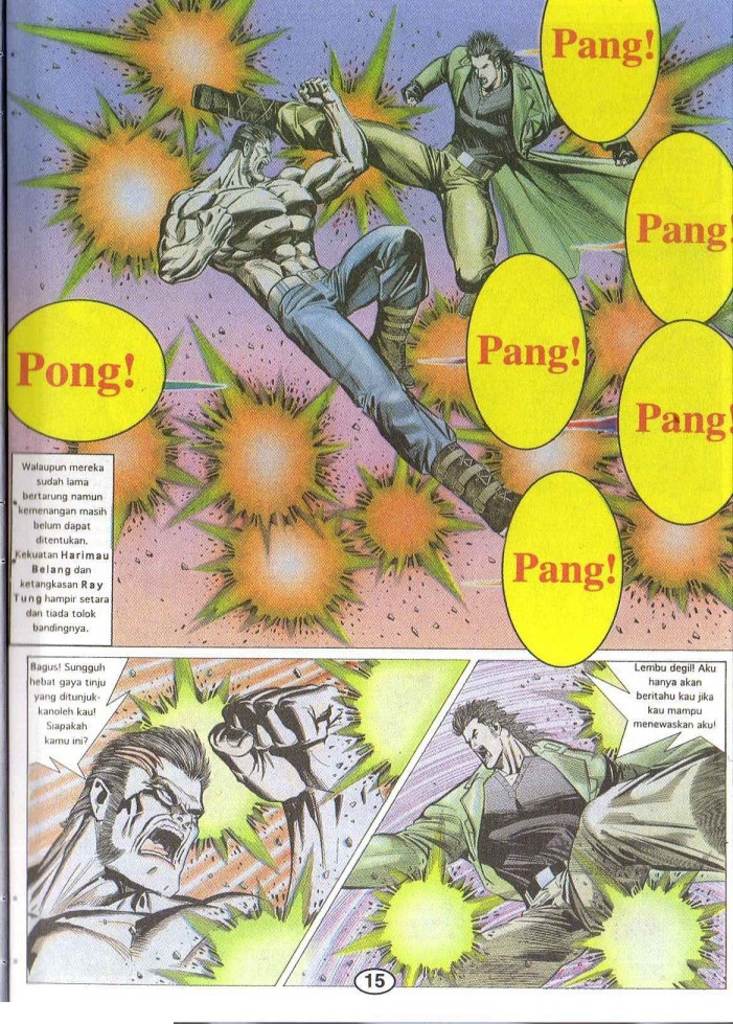 Pang!
Pang!
Pang!
Pang!
Pong!
Pang!
Walaupun mereka
sudah lama
bertarung namun
kemenangan masih
belum dapat
ditentukan.
Kekuatan Harimau
Belang dan
ketangkasan Ray
Tung hampir setara
dan tiada tolok
bandingnya.
Bagus! Sungguh
hebat gaya tinju
yang ditunjuk-
kanoleh kau!
Siapakah
kamu ini?
Lembu degil! Aku
hanya akan
beritahu kau jika
kau mampu
menewaskan aku!
15